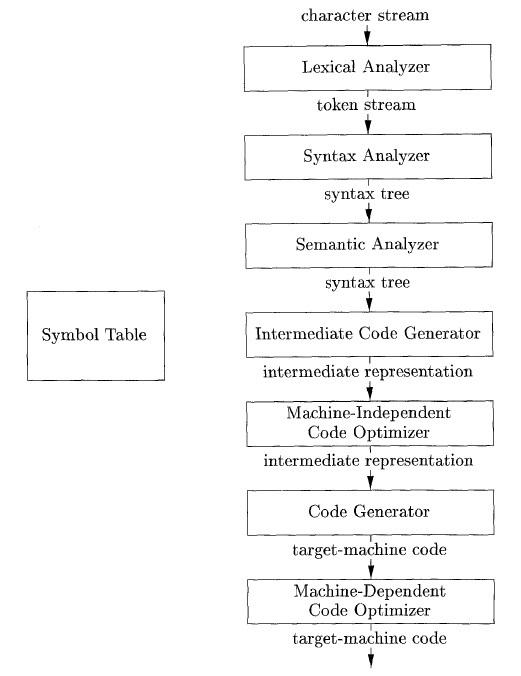 character stream
Lexical Analyzer
token stream
Syntax Analyzer
syntax tree
Semantic Analyzer
syntax tree
Symbol Table
Intermediate Code Generator
intermediate representation
Machine-Independent
Code Optimizer
intermediate representation
Code Generator
target-machine code
Machine-Dependent
Code Optimizer
target-machine code